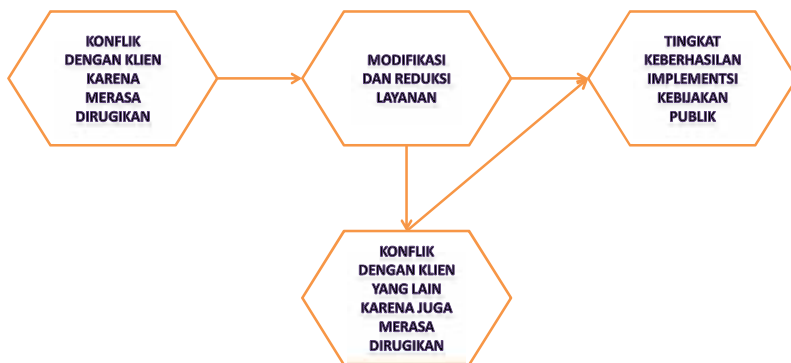 KONFLIK
DENGAN KLIEN
KARENA
MERASA
DIRUGIKAN
MODIFIKASI
DAN REDUKSI
LAYANAN
TINGKAT
KEBERHASILAN
IMPLEMENTSI
KEBIJAKAN
PUBLIK
KONFLIK
DENGAN KLIEN
YANG LAIN
KARENA JUGA
MERASA
DIRUGIKAN